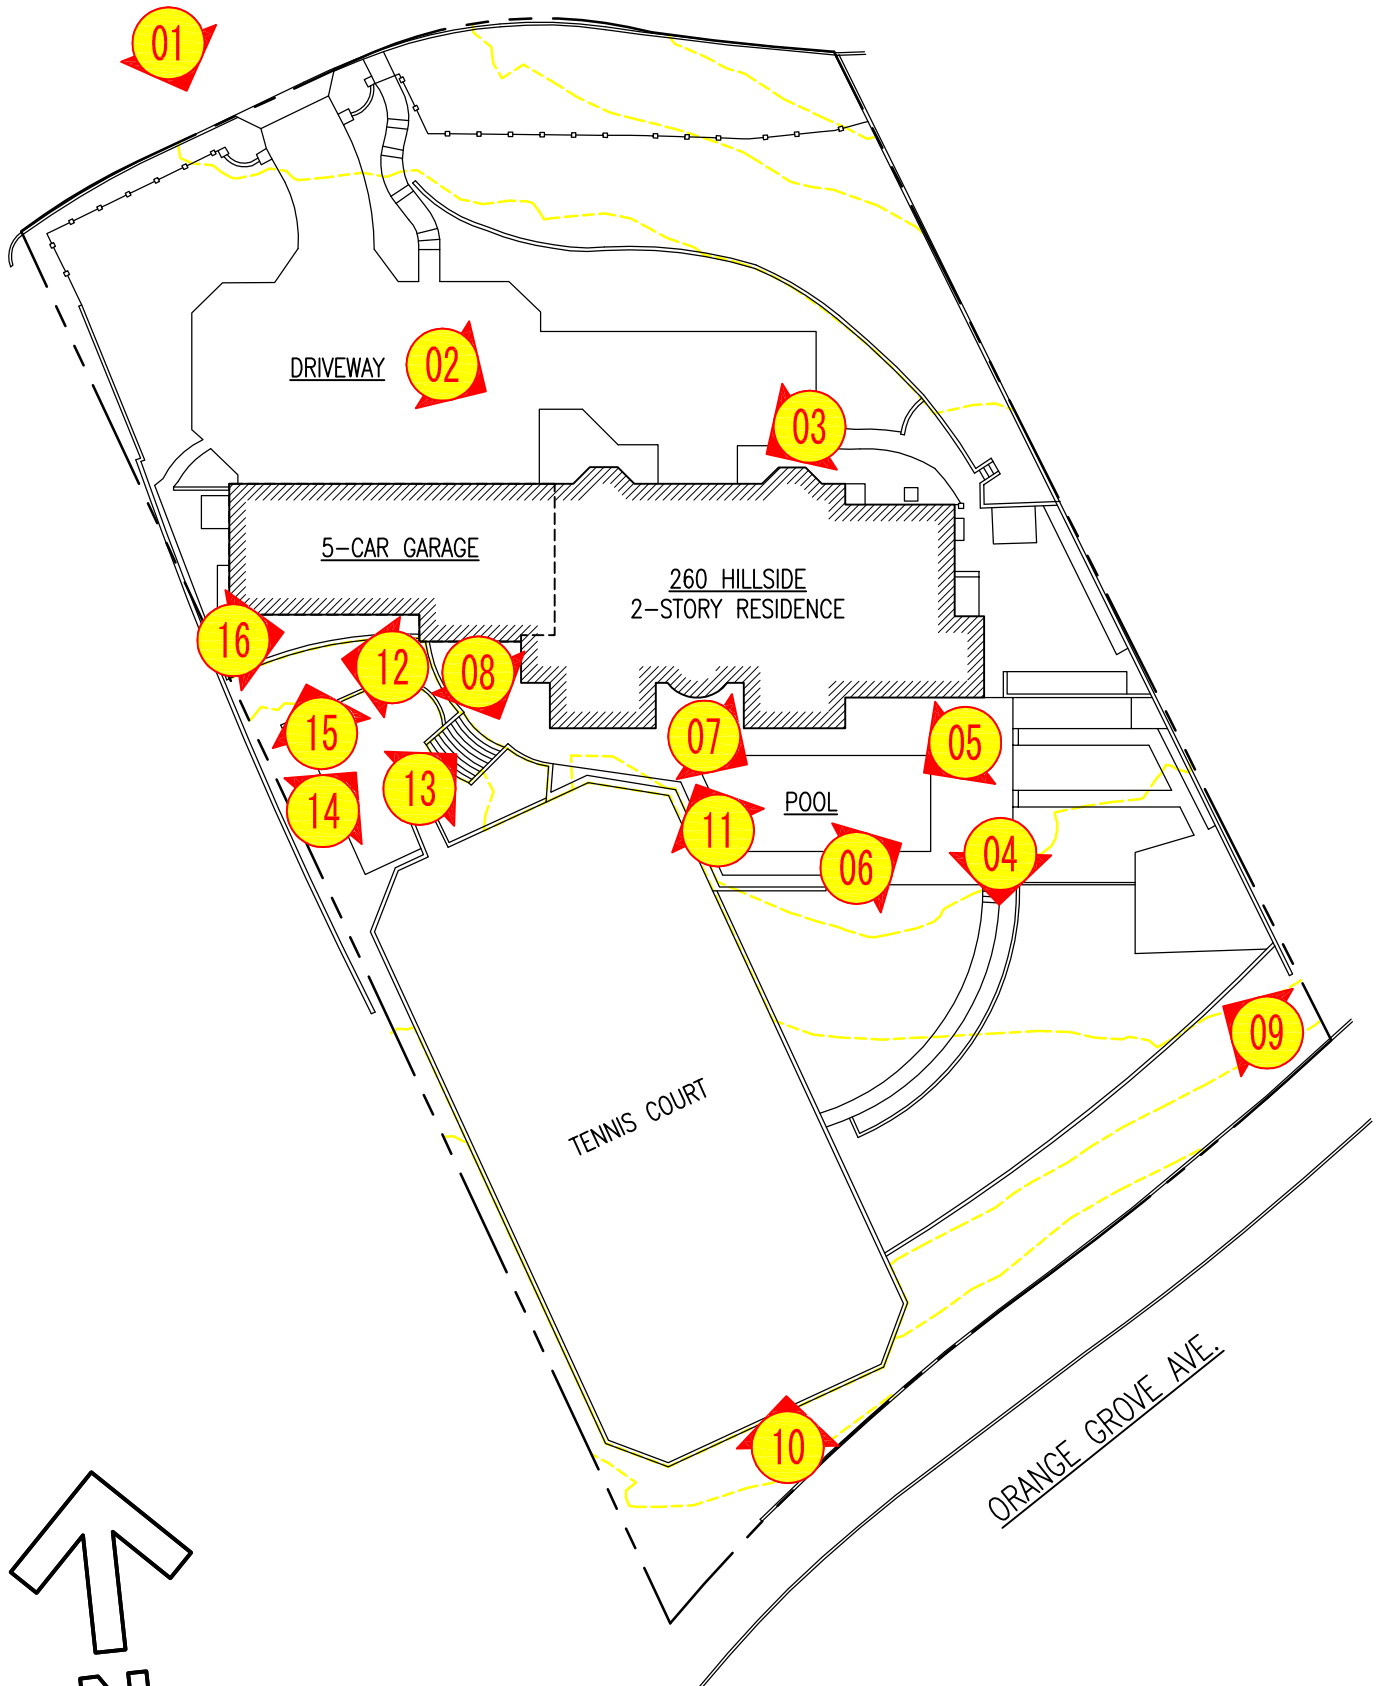 01
DRIVEWAY
02
03
5-CAR GARAGE
260 HILLSIDE
2-STORY RESIDENCE
16
12
08
15
07
05
14
13
11
POOL
06
04
09
TENNIS COURT
10
ORANGE GROVE AVE.
N